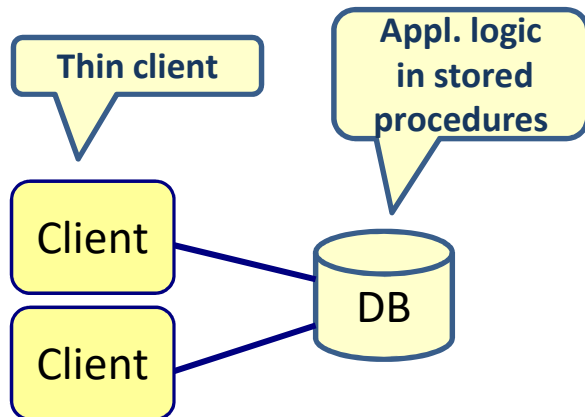 Thin client
Appl. logic
in stored
procedures
Client
DB
Client